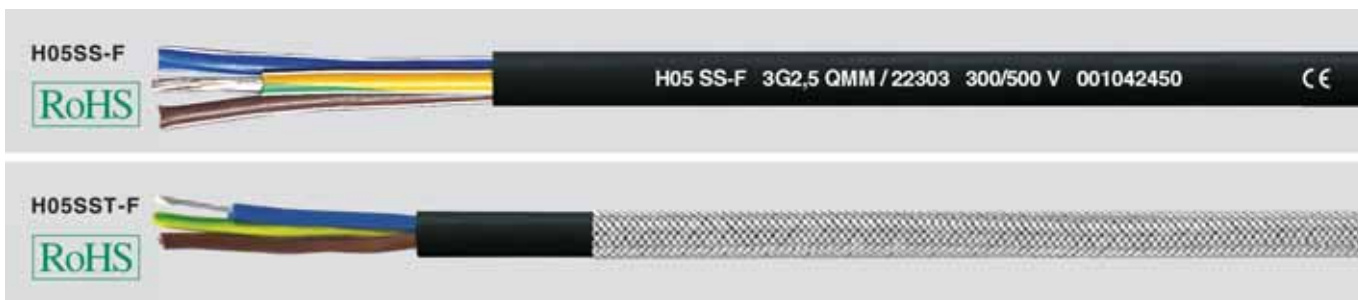 H05SS-F
RoHS
H05 SS-F 3G2,5 QMM / 22303 300/500 V 001042450 CE
H05SST-F
RoHS